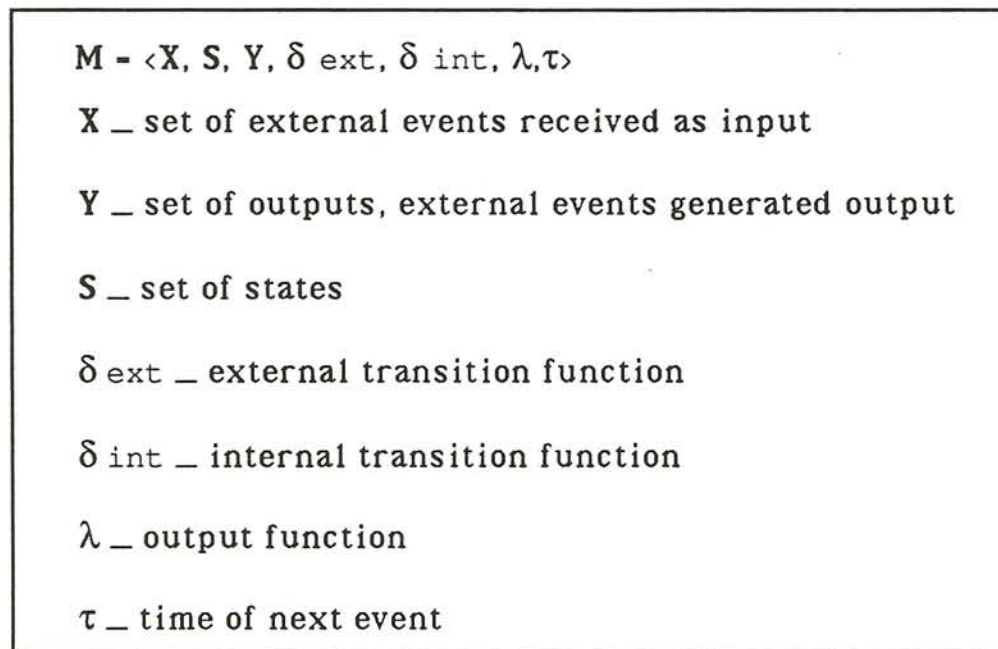 M = <X, S, Y, δ ext, δ int, λ,τ>
X _ set of external events received as input
Y _ set of outputs, external events generated output
S _ set of states
δ ext _ external transition function
δ int _ internal transition function
λ _ output function
τ _ time of next event